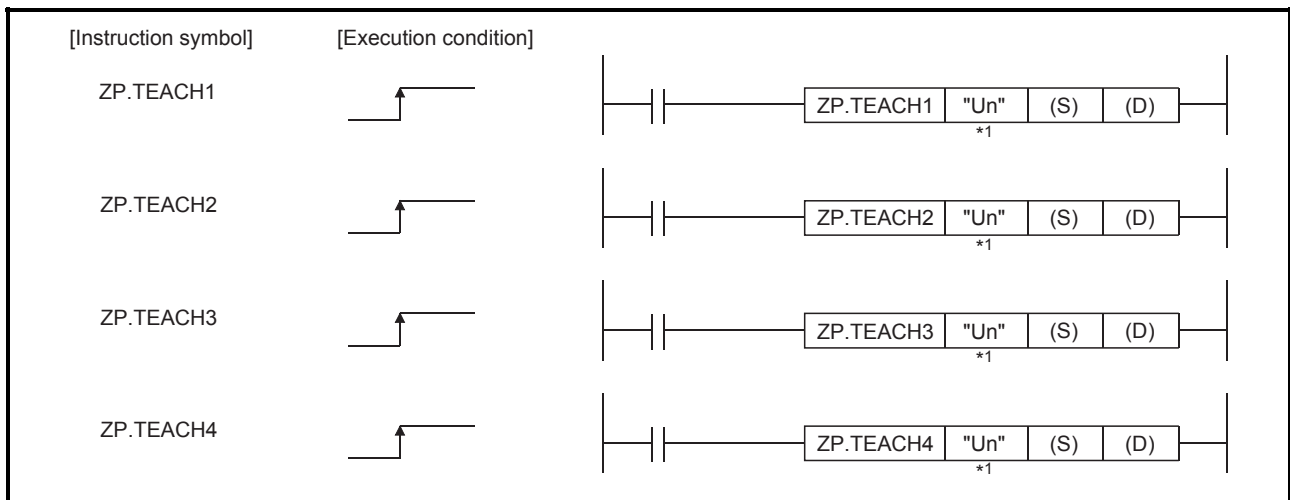 [Instruction symbol] [Execution condition]
ZP.TEACH1 ZP.TEACH1 "Un" (S) (D)
*1
ZP.TEACH2 ZP.TEACH2 "Un" (S) (D)
*1
ZP.TEACH3 ZP.TEACH3 "Un" (S) (D)
*1
ZP.TEACH4 ZP.TEACH4 "Un" (S) (D)
*1